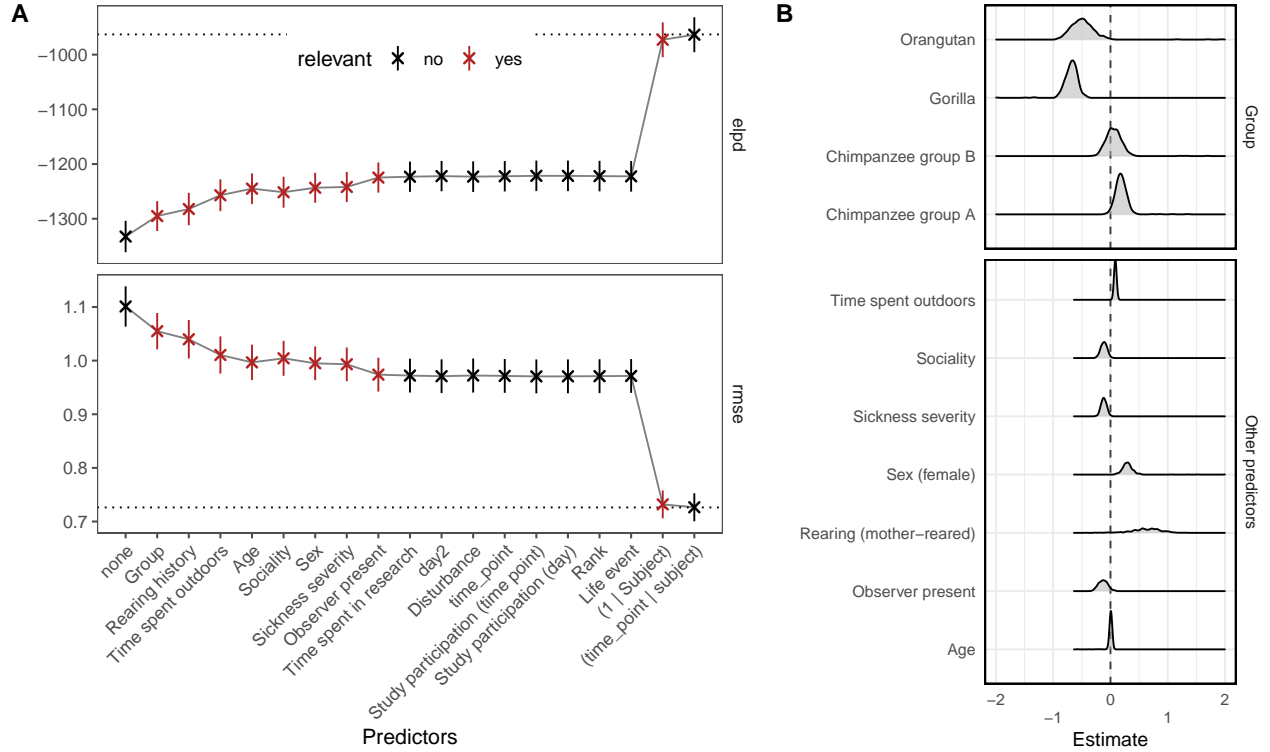 A
relevant
no
yes
−1000
−1100
−1200
−1300
elpd
1.1
1.0
0.9
0.8
0.7
rmse
none
Group
Rearing history
Time spent outdoors
Age
Sociality
Sex
Sickness severity
Observer present
Time spent in research
day2
Disturbance
time_point
Study participation (time point)
Study participation (day)
Rank
Life event
(1 | Subject)
(time_point | subject)
Predictors
B
Orangutan
Gorilla
Chimpanzee group B
Chimpanzee group A
Group
Time spent outdoors
Sociality
Sickness severity
Sex (female)
Rearing (mother−reared)
Observer present
Age
Other predictors
−2
−1
0
1
2
Estimate